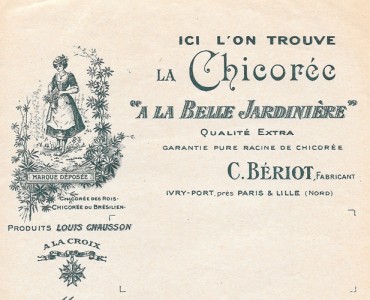 ICI L'ON TROUVE
LA Chicorée
"A LA BELLE JARDINIÈRE"
QUALITÉ EXTRA
GARANTIE PURE RACINE DE CHICORÉE
C. BÉRIOT, FABRICANT
IVRY-PORT, près PARIS & LILLE (NORD)
MARQUE DÉPOSÉE
CHICORÉE DES ROIS
CHICORÉE DU BRÉSILIEN
PRODUITS LOUIS CHAUSSON
A LA CROIX